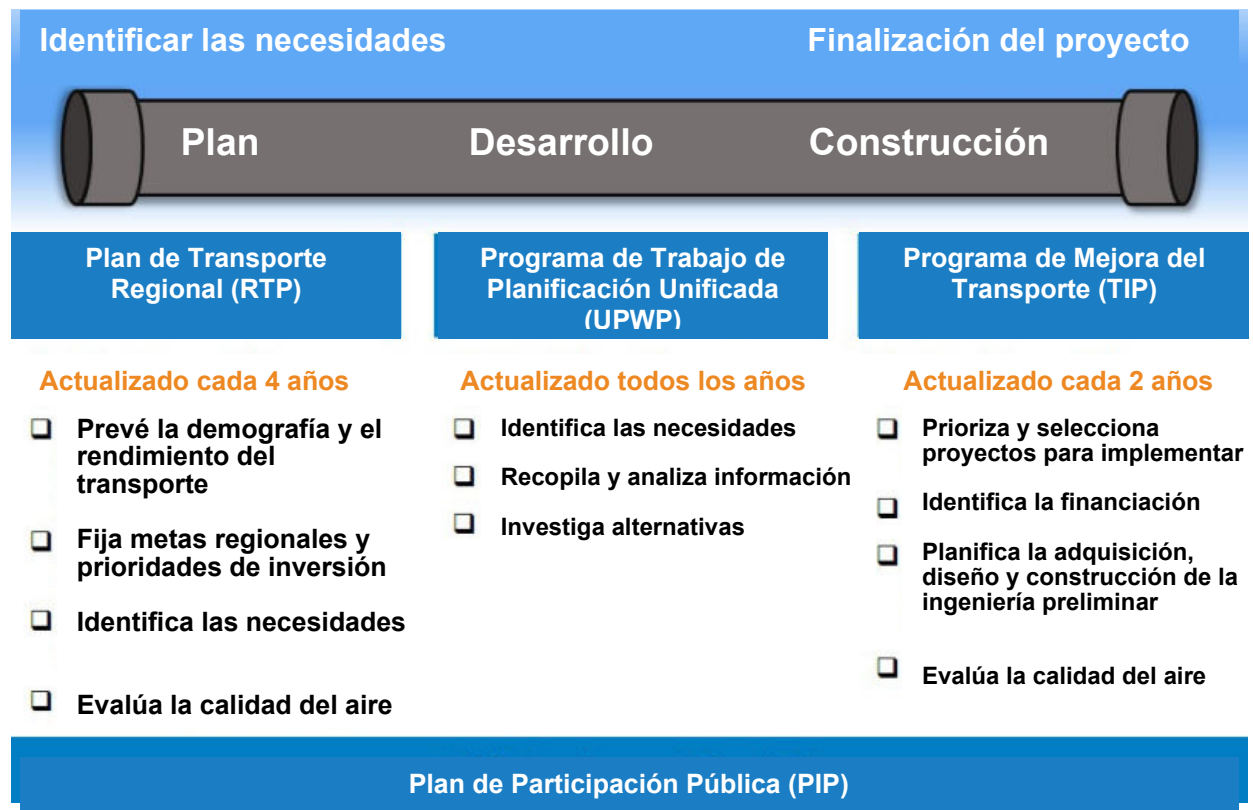 Identificar las necesidades
Finalización del proyecto
Plan
Desarrollo
Construcción
Plan de Transporte
Regional (RTP)
Actualizado cada 4 años
Prevé la demografía y el
rendimiento del
transporte
Fija metas regionales y
prioridades de inversión
Identifica las necesidades
Evalúa la calidad del aire
Programa de Trabajo de
Planificación Unificada
(UPWP)
Actualizado todos los años
Identifica las necesidades
Recopila y analiza información
Investiga alternativas
Programa de Mejora del
Transporte (TIP)
Actualizado cada 2 años
Prioriza y selecciona
proyectos para implementar
Identifica la financiación
Planifica la adquisición,
diseño y construcción de la
ingeniería preliminar
Evalúa la calidad del aire
Plan de Participación Pública (PIP)